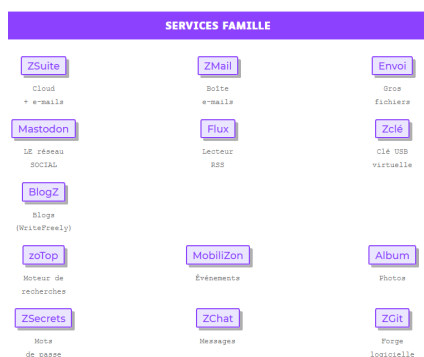 SERVICES FAMILLE
ZSuite ZMail Envoi
Cloud Boîte Gros
+ e-mails e-mails fichiers
Mastodon Flux Zclé
LE réseau Lecteur Clé USB
SOCIAL RSS virtuelle
BlogZ
Blogs
(WriteFreely)
zoTop MobiliZon Album
Moteur de Événements Photos
recherches
ZSecrets ZChat ZGit
Mots Messages Forge
de passe logicielle